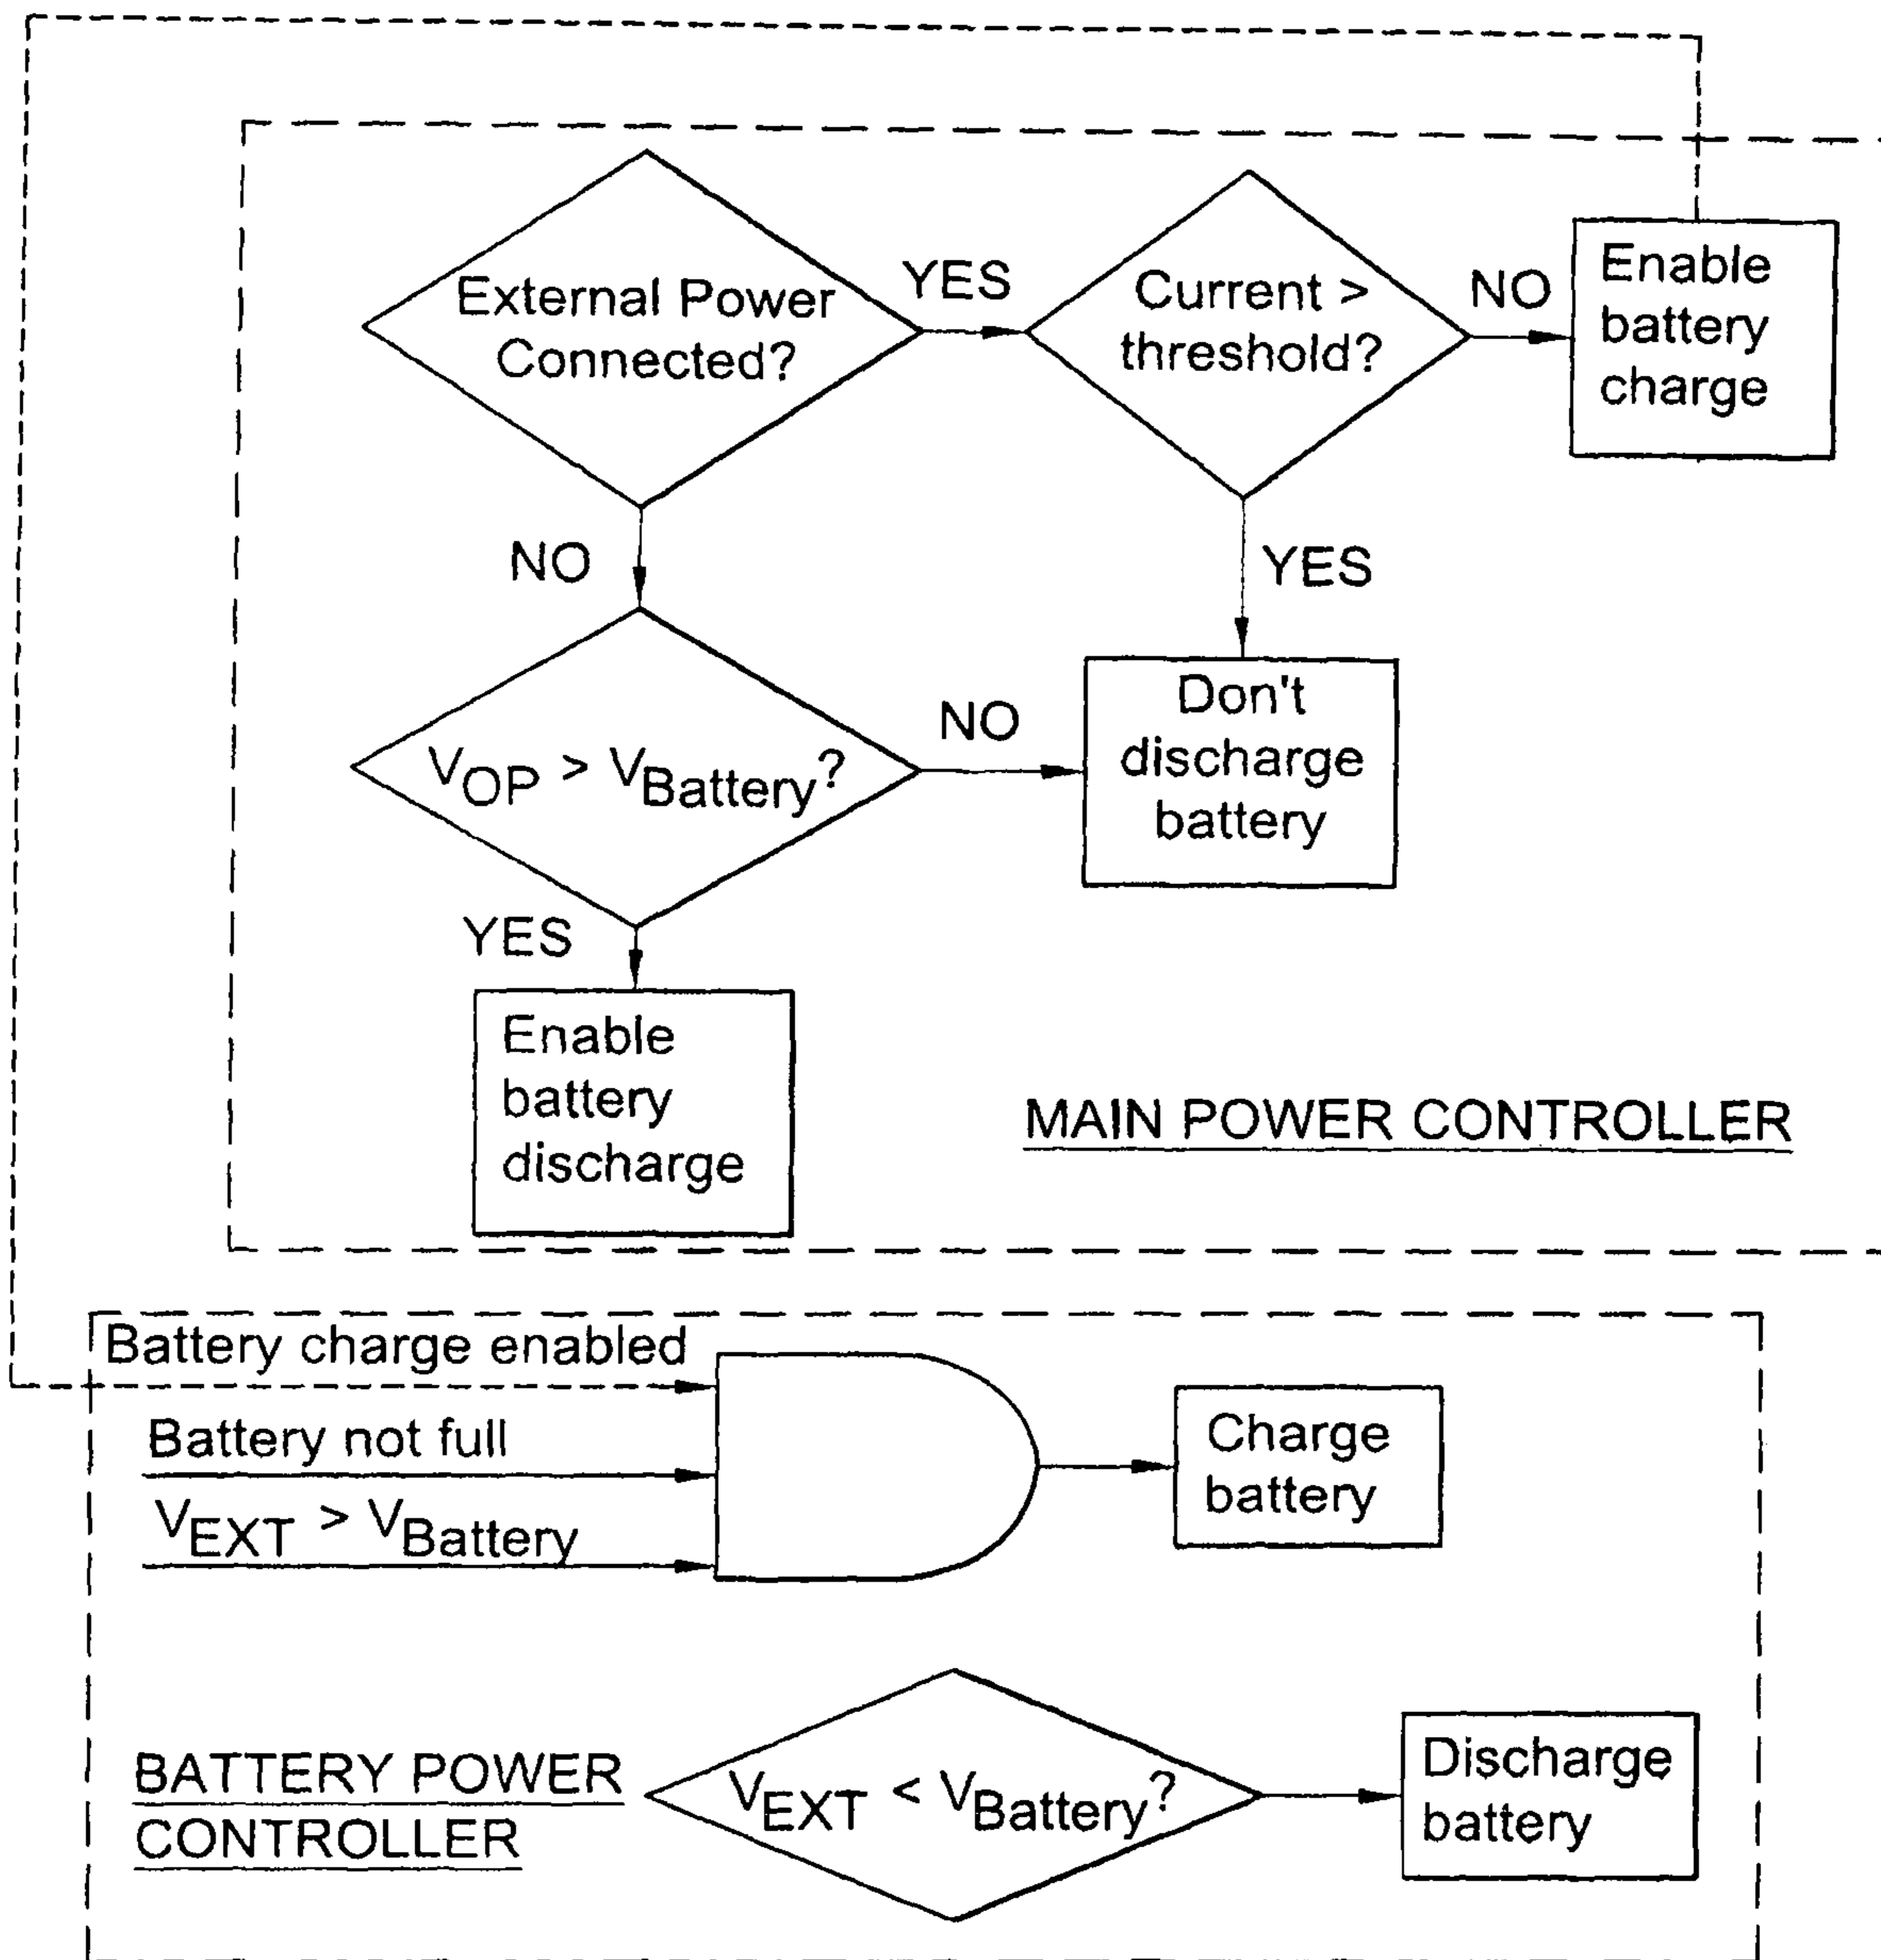 External Power
Connected?
YES
Current >
threshold?
NO
Enable
battery
charge
NO
YES
VOP > VBattery?
NO
Don't
discharge
battery
YES
Enable
battery
discharge
MAIN POWER CONTROLLER
Battery charge enabled
Battery not full
VEXT > VBattery
Charge
battery
BATTERY POWER
CONTROLLER
VEXT < VBattery?
Discharge
battery